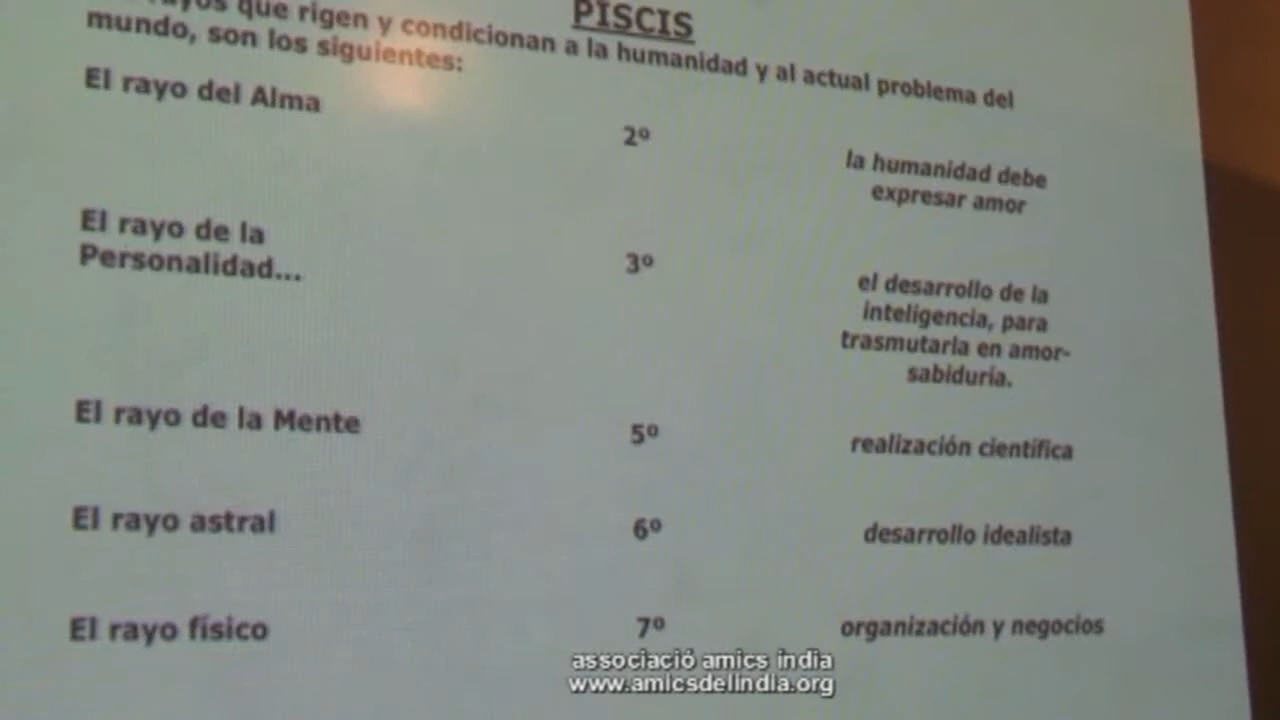 PISCIS
que rigen y condicionan a la humanidad y al actual problema del
mundo, son los siguientes:
El rayo del Alma
2º
la humanidad debe
expresar amor
El rayo de la
Personalidad...
3º
el desarrollo de la
inteligencia, para
trasmutarla en amor-
sabiduría.
El rayo de la Mente
5º
realización científica
El rayo astral
6º
desarrollo idealista
El rayo físico
7º
organización y negocios
associació amics india
www.amicsdelindia.org